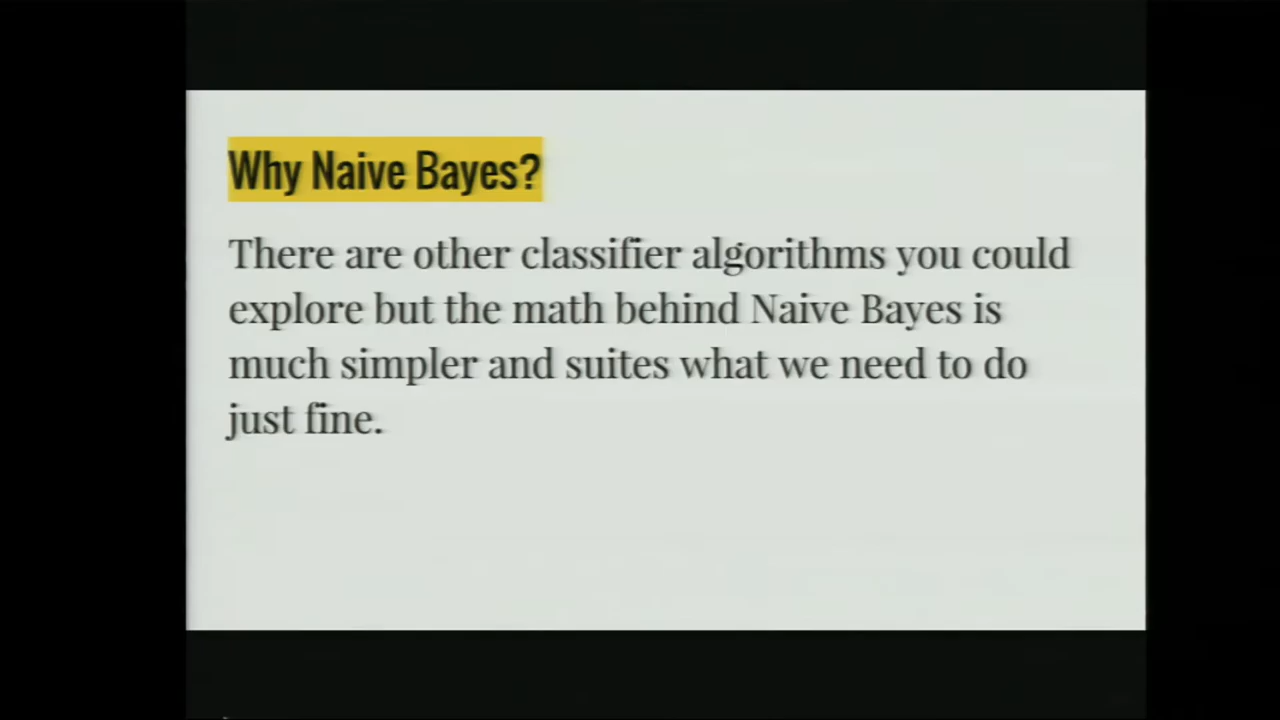 Why Naive Bayes?
There are other classifier algorithms you could
explore but the math behind Naive Bayes is
much simpler and suites what we need to do
just fine.